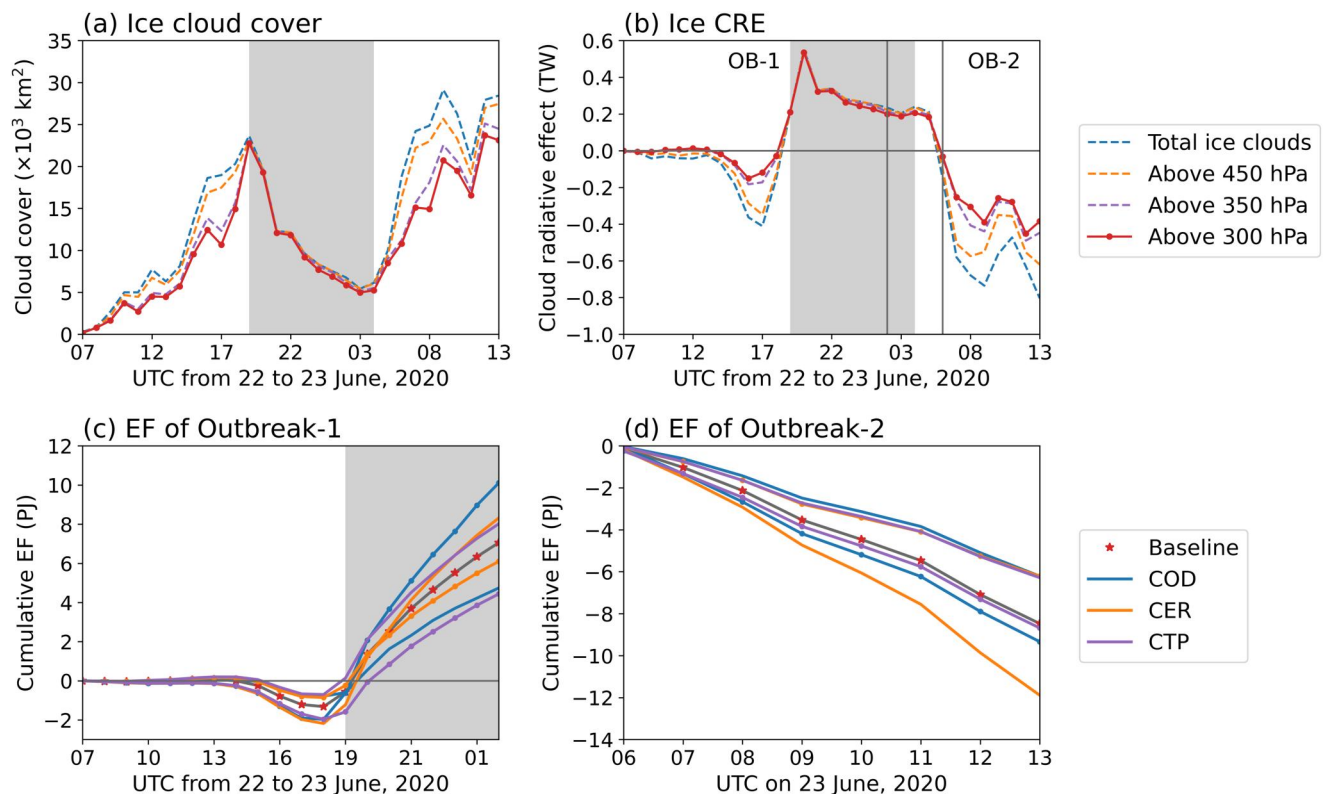 (a) Ice cloud cover
35
30
25
20
15
10
5
0
Cloud cover (×10³ km²)
07 12 17 22 03 08 13
UTC from 22 to 23 June, 2020
(b) Ice CRE
0.6
0.4
0.2
0.0
−0.2
−0.4
−0.6
−0.8
−1.0
Cloud radiative effect (TW)
OB-1
OB-2
07 12 17 22 03 08 13
UTC from 22 to 23 June, 2020
Total ice clouds
Above 450 hPa
Above 350 hPa
Above 300 hPa
(c) EF of Outbreak-1
12
10
8
6
4
2
0
−2
Cumulative EF (PJ)
07 10 13 16 19 21 01
UTC from 22 to 23 June, 2020
(d) EF of Outbreak-2
0
−2
−4
−6
−8
−10
−12
−14
Cumulative EF (PJ)
06 07 08 09 10 11 12 13
UTC on 23 June, 2020
Baseline
COD
CER
CTP